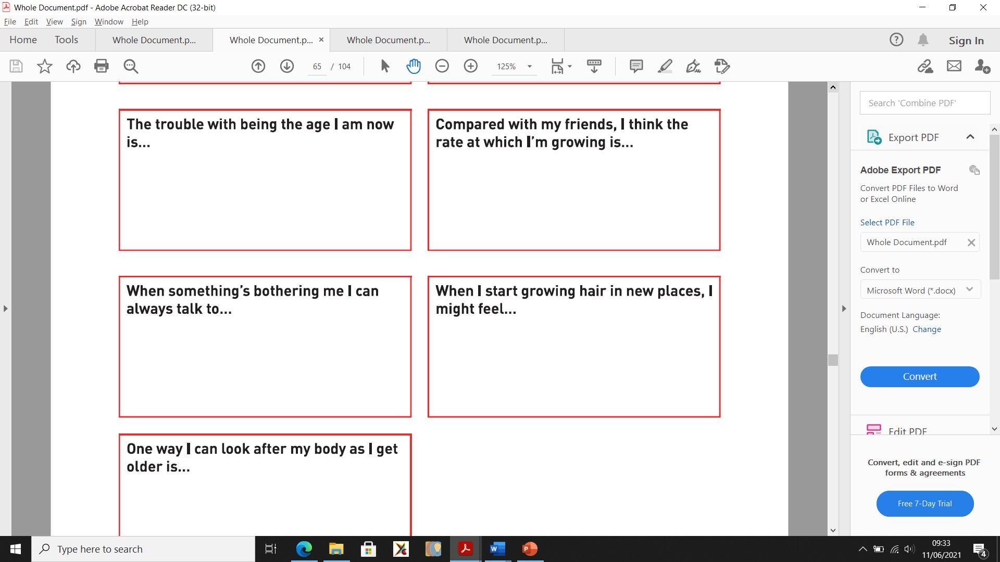 Whole Document.pdf - Adobe Acrobat Reader DC (32-bit)
File Edit View Sign Window Help
Home Tools Whole Document.p... Whole Document.p... × Whole Document.p... Whole Document.p... Sign In
65 / 104 125%
The trouble with being the age I am now
is...
Compared with my friends, I think the
rate at which I'm growing is...
When something's bothering me I can
always talk to...
When I start growing hair in new places, I
might feel...
One way I can look after my body as I get
older is...
Search 'Combine PDF'
Export PDF
Adobe Export PDF
Convert PDF Files to Word
or Excel Online
Select PDF File
Whole Document.pdf
Convert to
Microsoft Word (*.docx)
Document Language:
English (U.S.) Change
Convert
Edit PDF
Convert, edit and e-sign PDF
forms & agreements
Free 7-Day Trial
Type here to search
09:33
11/06/2021
4